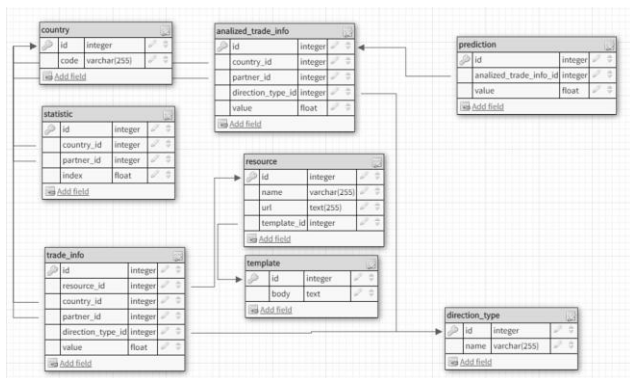 country
id integer
code varchar(255)
Add field
analized_trade_info
id integer
country_id integer
partner_id integer
direction_type_id integer
value float
Add field
prediction
id integer
analized_trade_info_id integer
value float
Add field
statistic
id integer
country_id integer
partner_id integer
index float
Add field
resource
id integer
name varchar(255)
url text(255)
template_id integer
Add field
trade_info
id integer
resource_id integer
country_id integer
partner_id integer
direction_type_id integer
value float
Add field
template
id integer
body text
Add field
direction_type
id integer
name varchar(255)
Add field